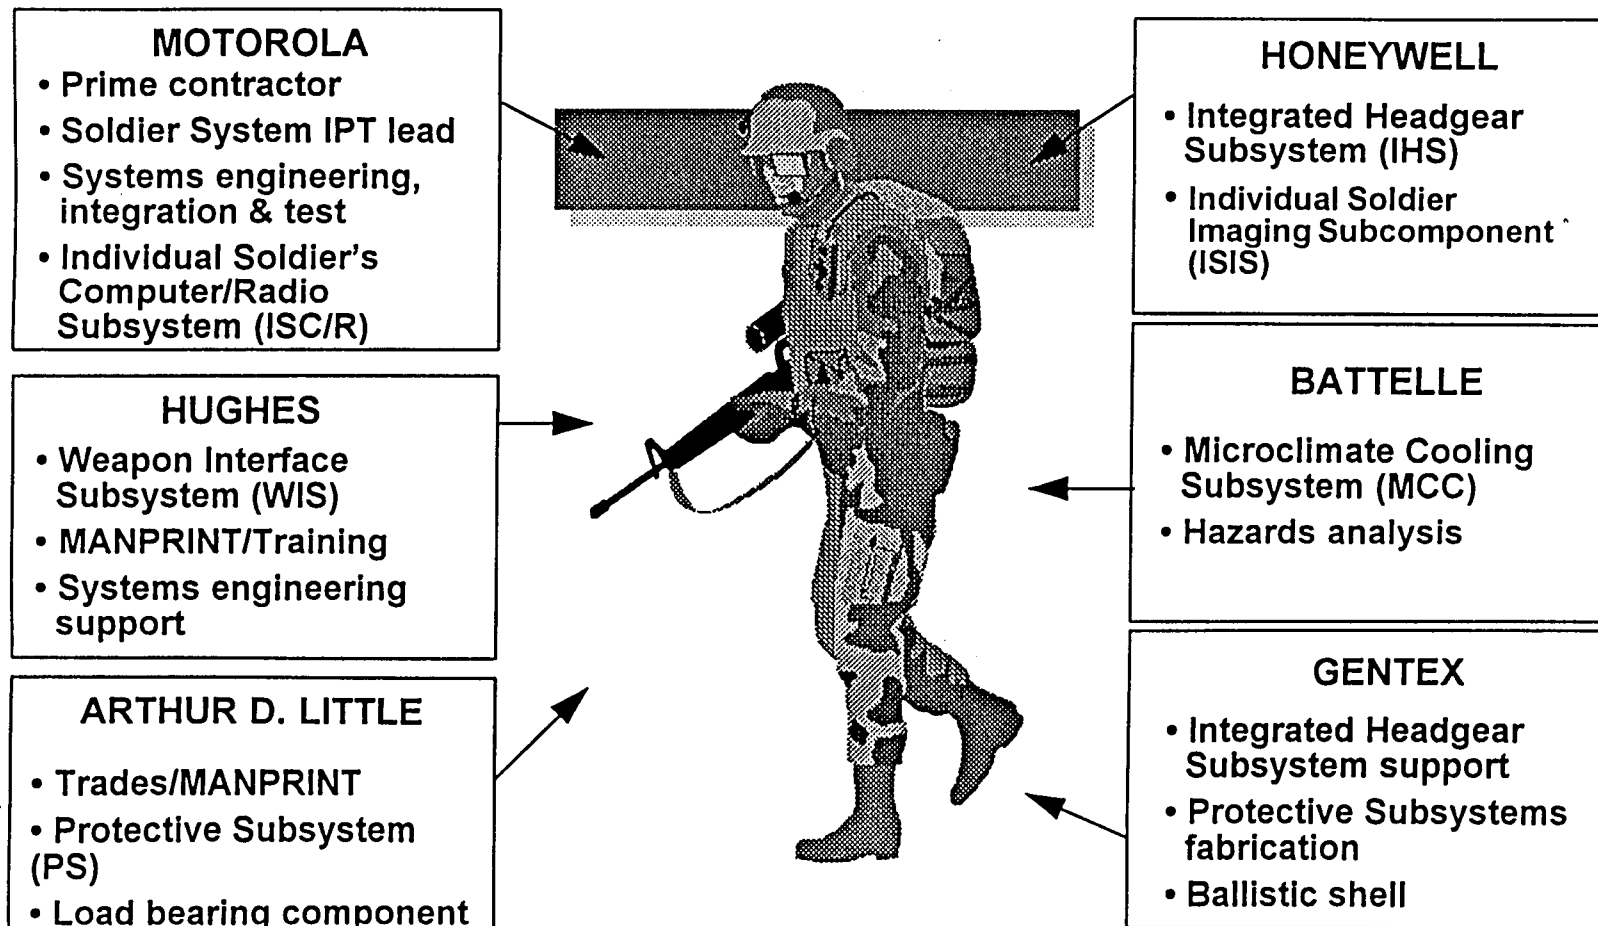 MOTOROLA
• Prime contractor
• Soldier System IPT lead
• Systems engineering,
integration & test
• Individual Soldier's
Computer/Radio
Subsystem (ISC/R)
HUGHES
• Weapon Interface
Subsystem (WIS)
• MANPRINT/Training
• Systems engineering
support
ARTHUR D. LITTLE
• Trades/MANPRINT
• Protective Subsystem
(PS)
• Load bearing component
HONEYWELL
• Integrated Headgear
Subsystem (IHS)
• Individual Soldier
Imaging Subcomponent
(ISIS)
BATTELLE
• Microclimate Cooling
Subsystem (MCC)
• Hazards analysis
GENTEX
• Integrated Headgear
Subsystem support
• Protective Subsystems
fabrication
• Ballistic shell